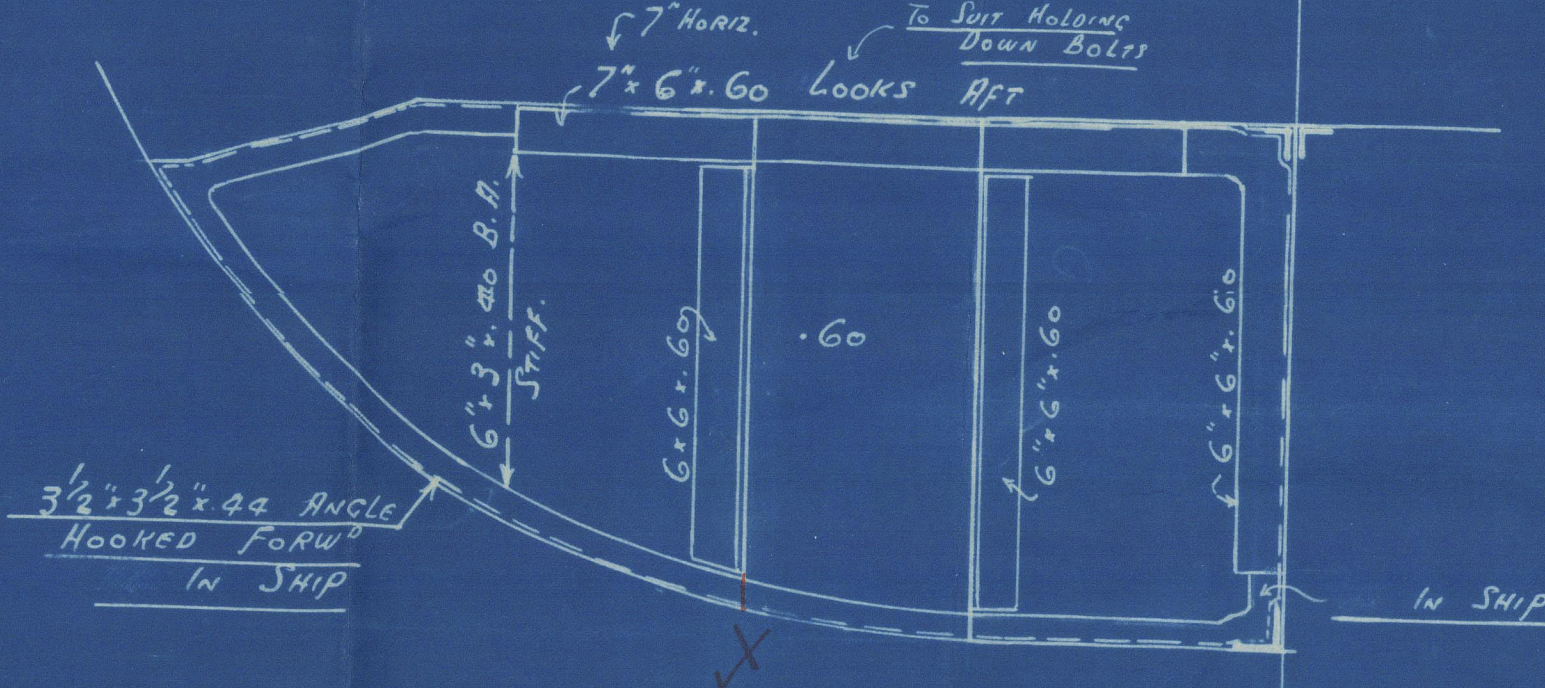 7" HORIZ.
TO SUIT HOLDING
DOWN BOLTS
7" x 6" x .60 LOOKS AFT
6" x 3" x .40 B.A.
STIFF.
6 x 6 x .60
.60
6" x 6" x .60
6" x 6" x .60
3 1/2" x 3 1/2" x .44 ANGLE
HOOKED FORWD
IN SHIP
IN SHIP
X